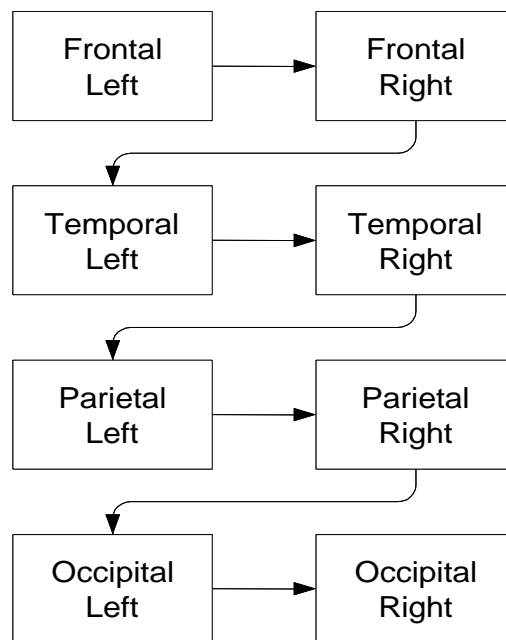 Frontal
Left
Frontal
Right
Temporal
Left
Temporal
Right
Parietal
Left
Parietal
Right
Occipital
Left
Occipital
Right